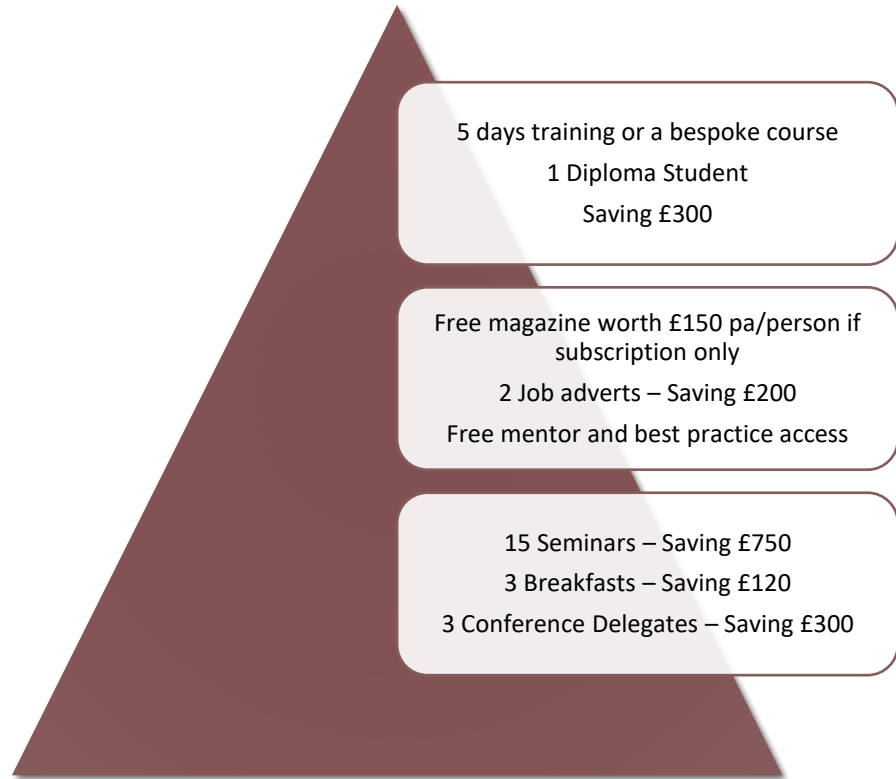 5 days training or a bespoke course
1 Diploma Student
Saving £300
Free magazine worth £150 pa/person if
subscription only
2 Job adverts – Saving £200
Free mentor and best practice access
15 Seminars – Saving £750
3 Breakfasts – Saving £120
3 Conference Delegates – Saving £300